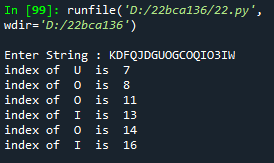 In [99]: runfile('D:/22bca136/22.py',
wdir='D:/22bca136')
Enter String : KDFQJDGUOGCOQIO3IW
index of  U  is  7
index of  O  is  8
index of  O  is  11
index of  I  is  13
index of  O  is  14
index of  I  is  16